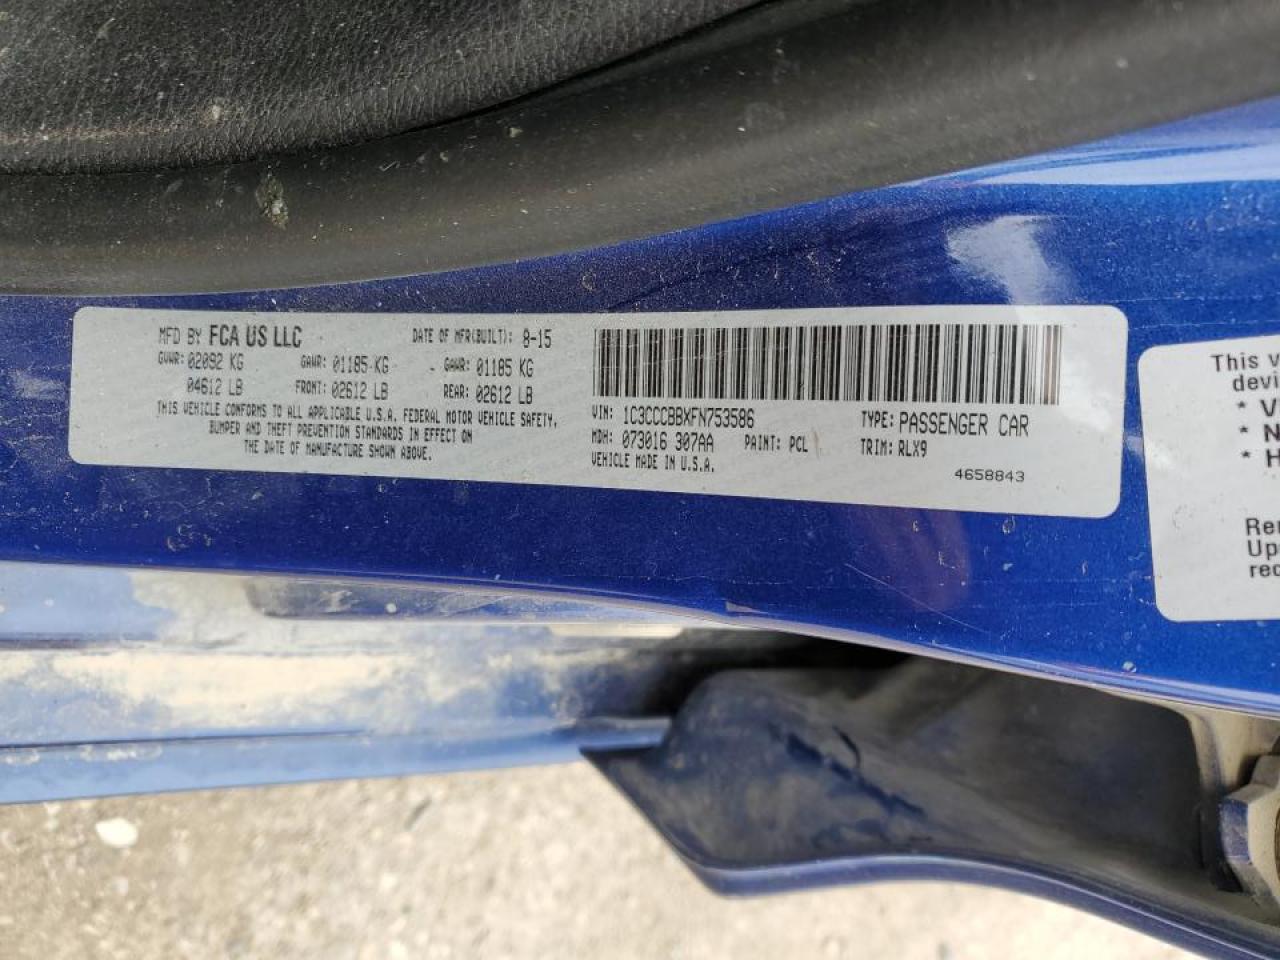 MFD BY FCA US LLC DATE OF MFR(BUILT): 8-15
GVWR: 02092 KG GAWR: 01185 KG GAWR: 01185 KG
04612 LB FRONT: 02612 LB REAR: 02612 LB
THIS VEHICLE CONFORMS TO ALL APPLICABLE U.S.A. FEDERAL MOTOR VEHICLE SAFETY,
BUMPER AND THEFT PREVENTION STANDARDS IN EFFECT ON
THE DATE OF MANUFACTURE SHOWN ABOVE.
VIN: 1C3CCCBBXFN753586 TYPE: PASSENGER CAR
MDH: 073016 307AA PAINT: PCL TRIM: RLX9
VEHICLE MADE IN U.S.A.
4658843
This v
devi
* V
* N
* H
Rer
Up
rec